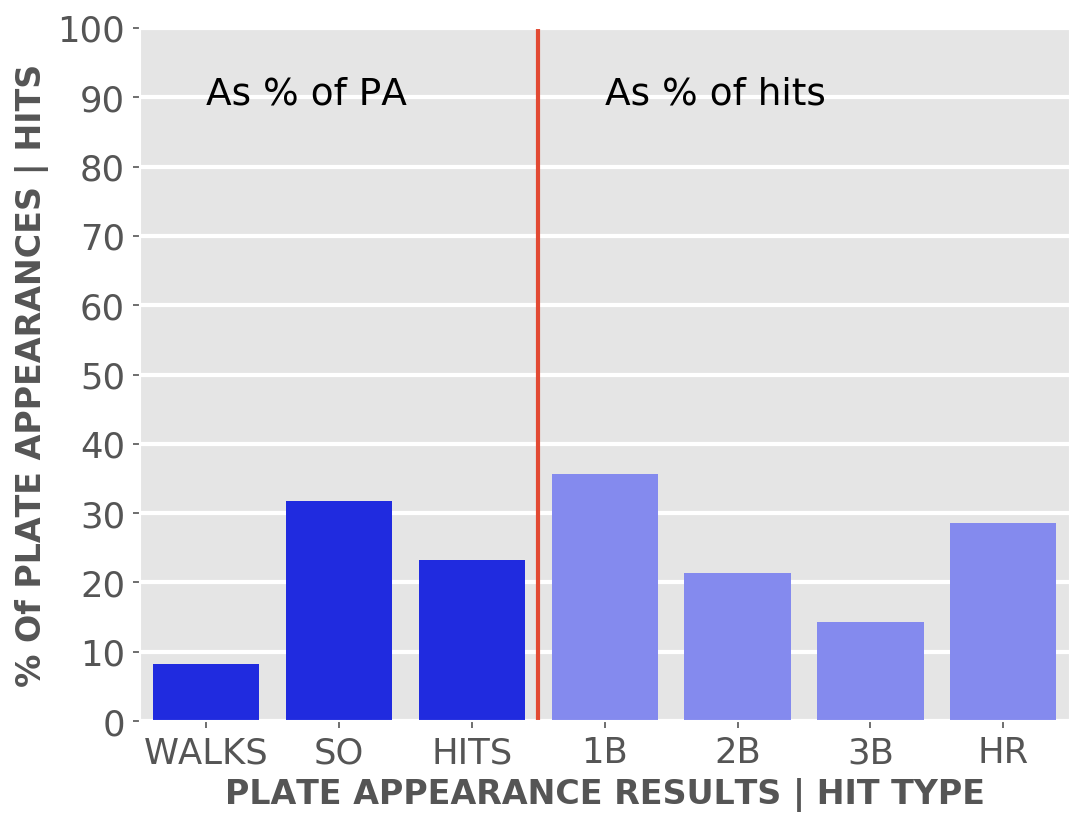 100
90
80
70
60
50
40
30
20
10
0
% Of PLATE APPEARANCES | HITS
As % of PA
As % of hits
WALKS SO HITS 1B 2B 3B HR
PLATE APPEARANCE RESULTS | HIT TYPE